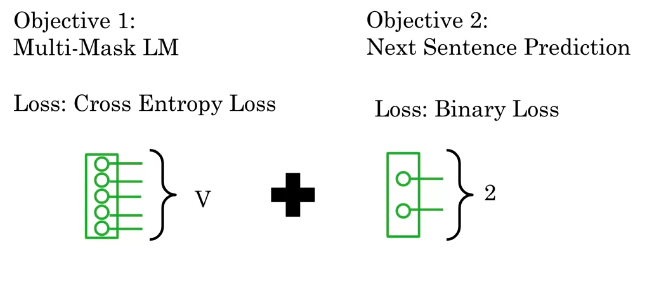 Objective 1:
Multi-Mask LM
Loss: Cross Entropy Loss
V
Objective 2:
Next Sentence Prediction
Loss: Binary Loss
2